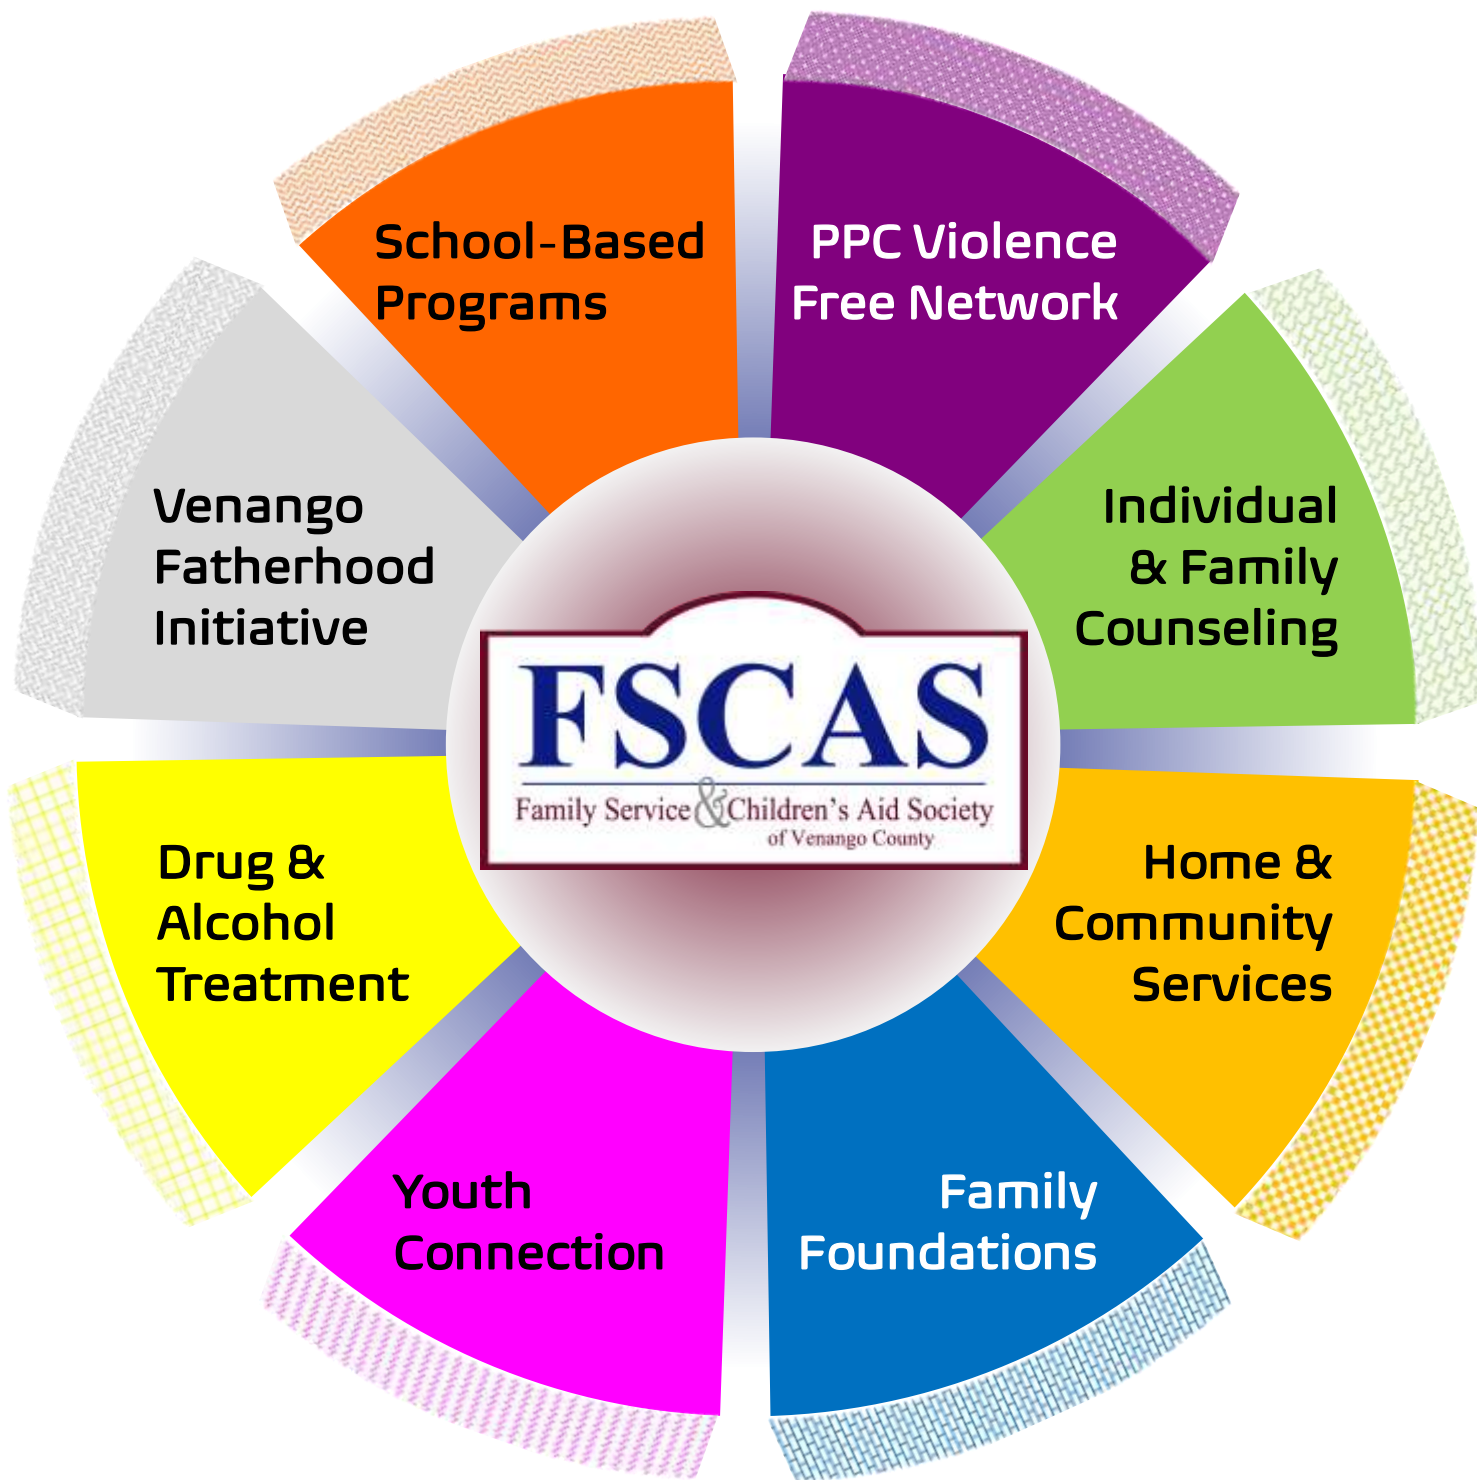 School-Based
Programs
PPC Violence
Free Network
Individual
& Family
Counseling
Home &
Community
Services
Family
Foundations
Youth
Connection
Drug &
Alcohol
Treatment
Venango
Fatherhood
Initiative
FSCAS
Family Service & Children's Aid Society
of Venango County